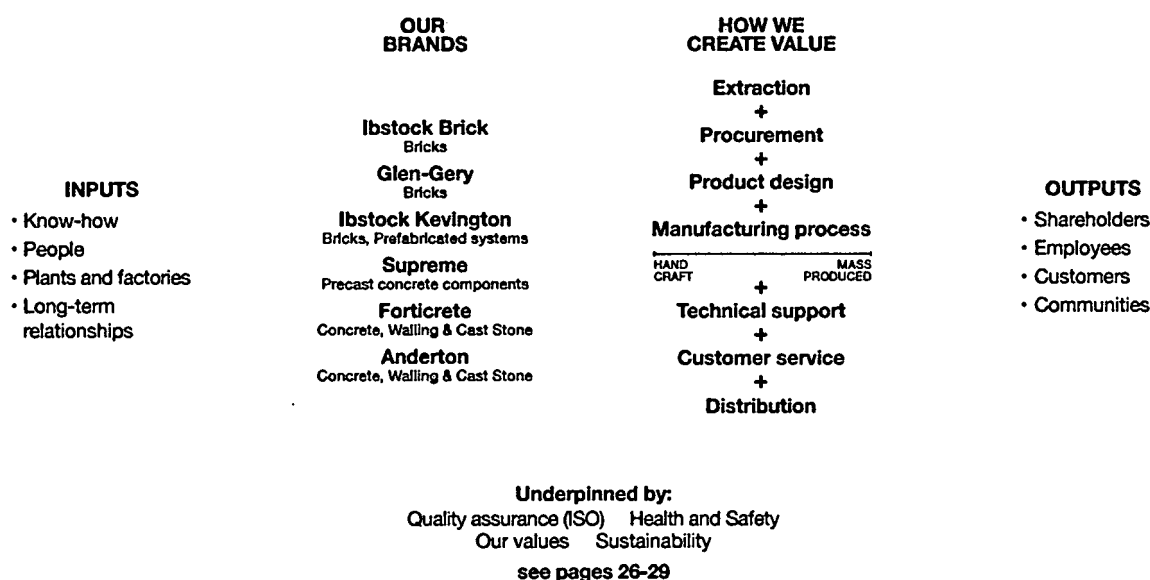 INPUTS
• Know-how
• People
• Plants and factories
• Long-term
relationships
OUR
BRANDS
Ibstock Brick
Bricks
Glen-Gery
Bricks
Ibstock Kevington
Bricks, Prefabricated systems
Supreme
Precast concrete components
Forticrete
Concrete, Walling & Cast Stone
Anderton
Concrete, Walling & Cast Stone
HOW WE
CREATE VALUE
Extraction
+
Procurement
+
Product design
+
Manufacturing process
HAND
CRAFT
MASS
PRODUCED
+
Technical support
+
Customer service
+
Distribution
OUTPUTS
• Shareholders
• Employees
• Customers
• Communities
Underpinned by:
Quality assurance (ISO) Health and Safety
Our values Sustainability
see pages 26-29